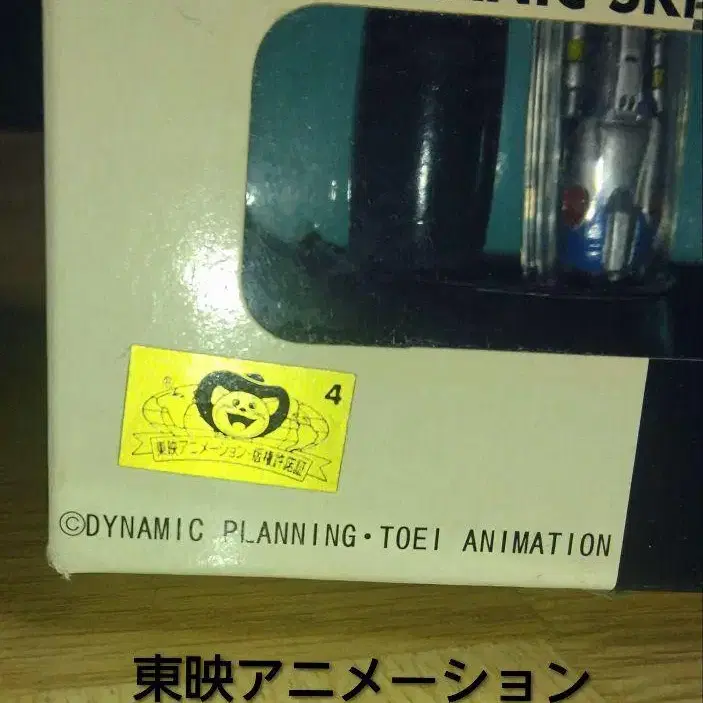 4
東映アニメーション・版権許諾証
©DYNAMIC PLANNING・TOEI ANIMATION
東映アニメーション